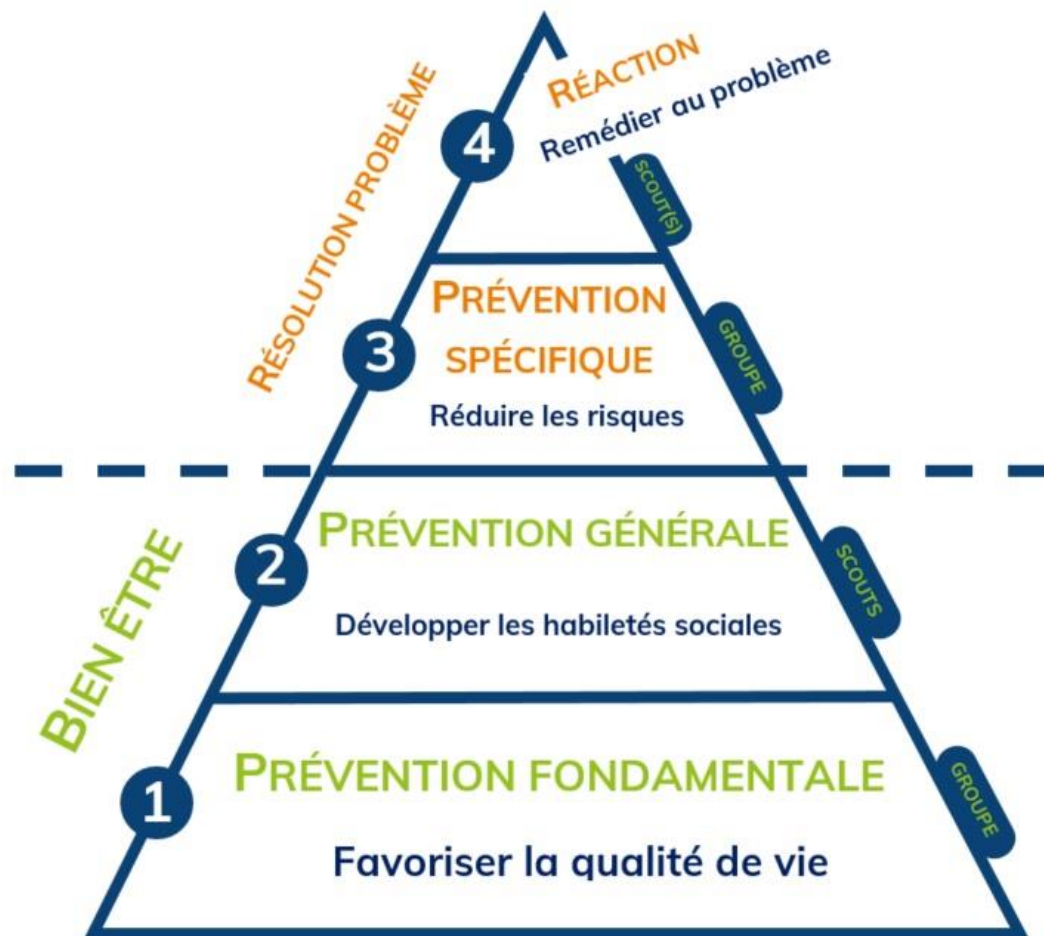 RÉACTION
Remédier au problème
4
SCOUT(S)
RÉSOLUTION PROBLÈME
PRÉVENTION
SPÉCIFIQUE
3
GROUPE
Réduire les risques
PRÉVENTION GÉNÉRALE
2
SCOUTS
Développer les habiletés sociales
BIEN ÊTRE
PRÉVENTION FONDAMENTALE
1
GROUPE
Favoriser la qualité de vie